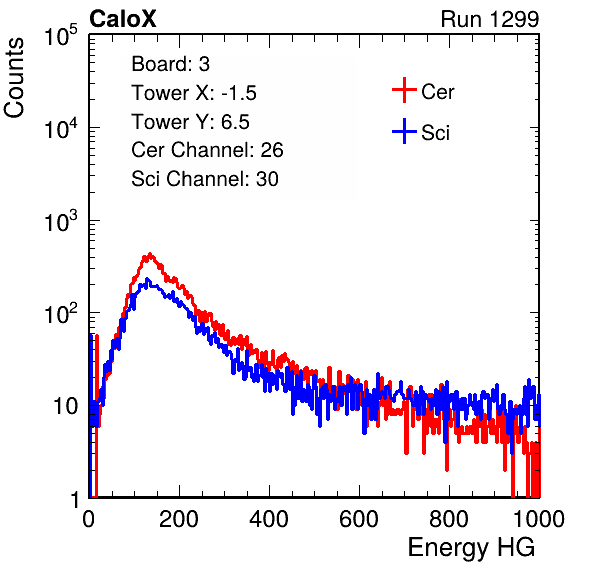 CaloX Run 1299
Counts
Board: 3
Tower X: -1.5
Tower Y: 6.5
Cer Channel: 26
Sci Channel: 30
Cer
Sci
10^5
10^4
10^3
10^2
10
1
0 200 400 600 800 1000
Energy HG